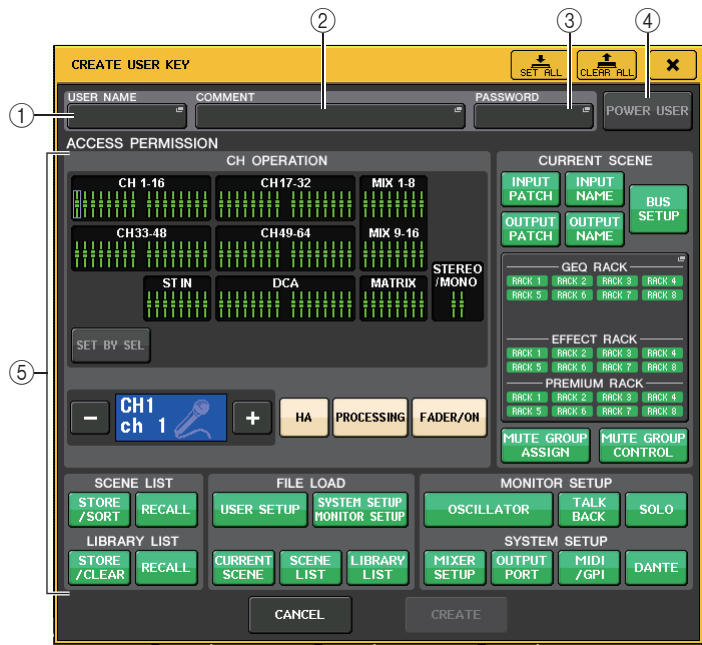 ② ③ ④
CREATE USER KEY
SET ALL
CLEAR ALL
①
USER NAME
COMMENT
PASSWORD
POWER USER
⑤
ACCESS PERMISSION
CH OPERATION
CH 1-16
CH17-32
MIX 1-8
CH33-48
CH49-64
MIX 9-16
ST IN
DCA
MATRIX
STEREO
/MONO
SET BY SEL
−
CH1
ch 1
+
HA
PROCESSING
FADER/ON
CURRENT SCENE
INPUT
PATCH
INPUT
NAME
BUS
SETUP
OUTPUT
PATCH
OUTPUT
NAME
GEQ RACK
RACK 1 RACK 2 RACK 3 RACK 4
RACK 5 RACK 6 RACK 7 RACK 8
EFFECT RACK
RACK 1 RACK 2 RACK 3 RACK 4
RACK 5 RACK 6 RACK 7 RACK 8
PREMIUM RACK
RACK 1 RACK 2 RACK 3 RACK 4
RACK 5 RACK 6 RACK 7 RACK 8
MUTE GROUP
ASSIGN
MUTE GROUP
CONTROL
SCENE LIST
STORE
/SORT
RECALL
LIBRARY LIST
STORE
/CLEAR
RECALL
FILE LOAD
USER SETUP
SYSTEM SETUP
MONITOR SETUP
CURRENT
SCENE
SCENE
LIST
LIBRARY
LIST
MONITOR SETUP
OSCILLATOR
TALK
BACK
SOLO
SYSTEM SETUP
MIXER
SETUP
OUTPUT
PORT
MIDI
/GPI
DANTE
CANCEL
CREATE